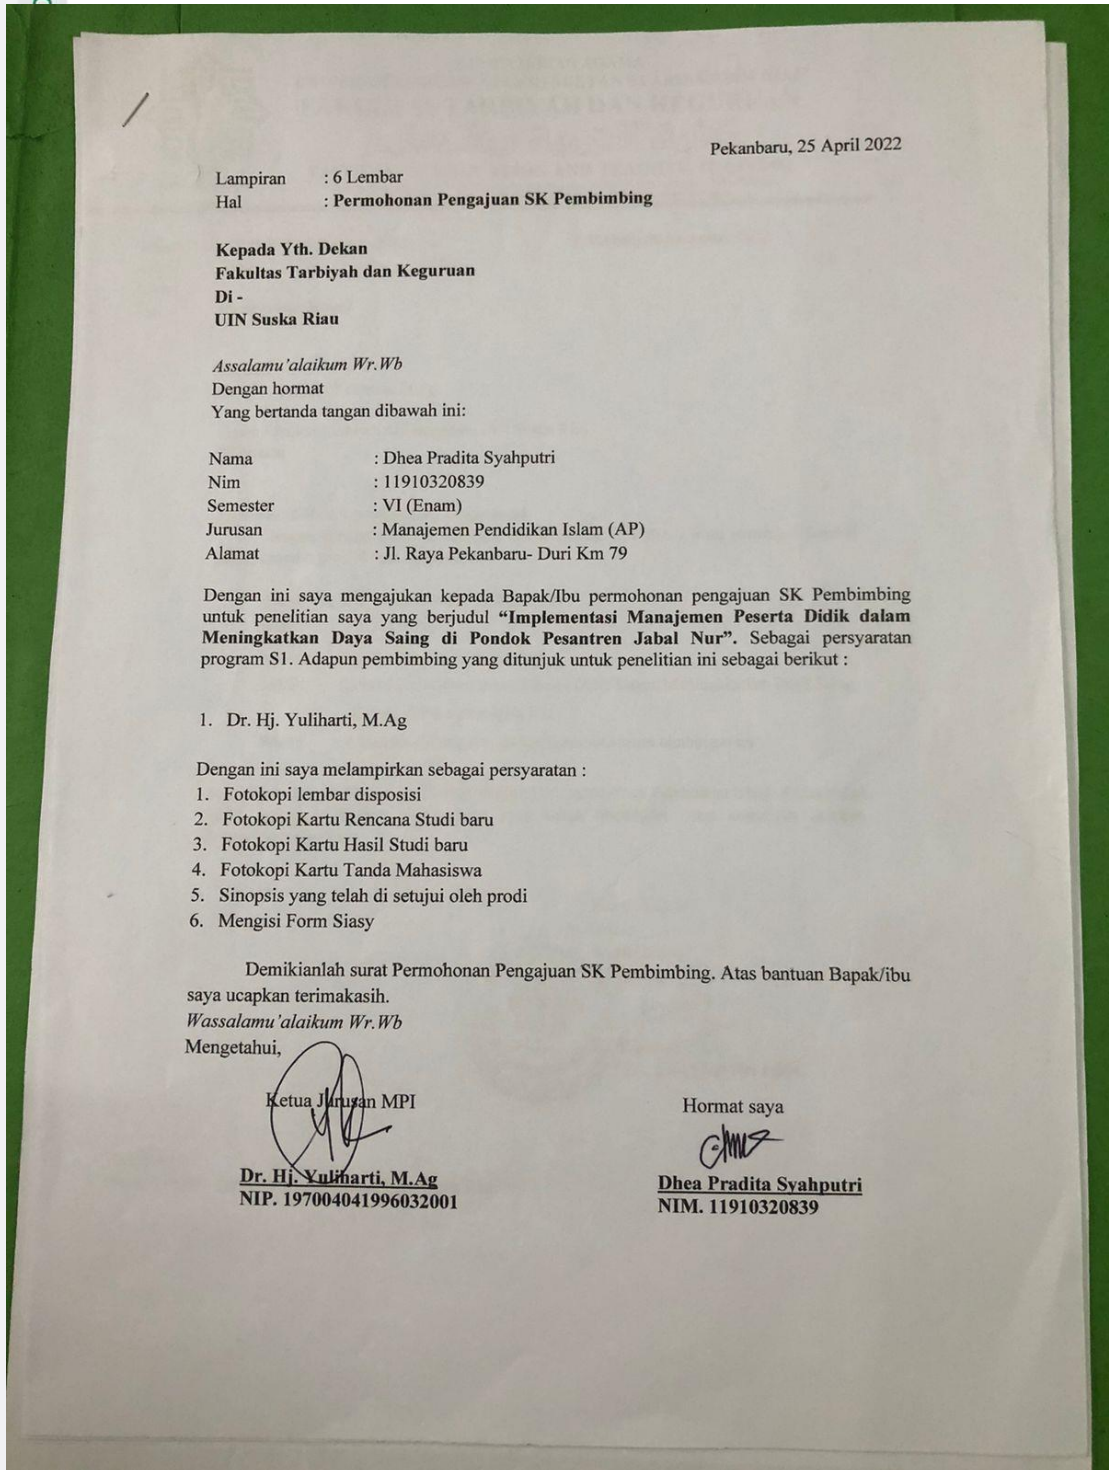 Pekanbaru, 25 April 2022
Lampiran : 6 Lembar
Hal : Permohonan Pengajuan SK Pembimbing
Kepada Yth. Dekan
Fakultas Tarbiyah dan Keguruan
Di -
UIN Suska Riau
Assalamu’alaikum Wr.Wb
Dengan hormat
Yang bertanda tangan dibawah ini:
Nama : Dhea Pradita Syahputri
Nim : 11910320839
Semester : VI (Enam)
Jurusan : Manajemen Pendidikan Islam (AP)
Alamat : Jl. Raya Pekanbaru- Duri Km 79
Dengan ini saya mengajukan kepada Bapak/Ibu permohonan pengajuan SK Pembimbing
untuk penelitian saya yang berjudul “Implementasi Manajemen Peserta Didik dalam
Meningkatkan Daya Saing di Pondok Pesantren Jabal Nur”. Sebagai persyaratan
program S1. Adapun pembimbing yang ditunjuk untuk penelitian ini sebagai berikut :
1. Dr. Hj. Yuliharti, M.Ag
Dengan ini saya melampirkan sebagai persyaratan :
1. Fotokopi lembar disposisi
2. Fotokopi Kartu Rencana Studi baru
3. Fotokopi Kartu Hasil Studi baru
4. Fotokopi Kartu Tanda Mahasiswa
5. Sinopsis yang telah di setujui oleh prodi
6. Mengisi Form Siasy
Demikianlah surat Permohonan Pengajuan SK Pembimbing. Atas bantuan Bapak/ibu
saya ucapkan terimakasih.
Wassalamu’alaikum Wr.Wb
Mengetahui,
Ketua Jurusan MPI
Dr. Hj. Yuliharti, M.Ag
NIP. 197004041996032001
Hormat saya
Dhea Pradita Syahputri
NIM. 11910320839